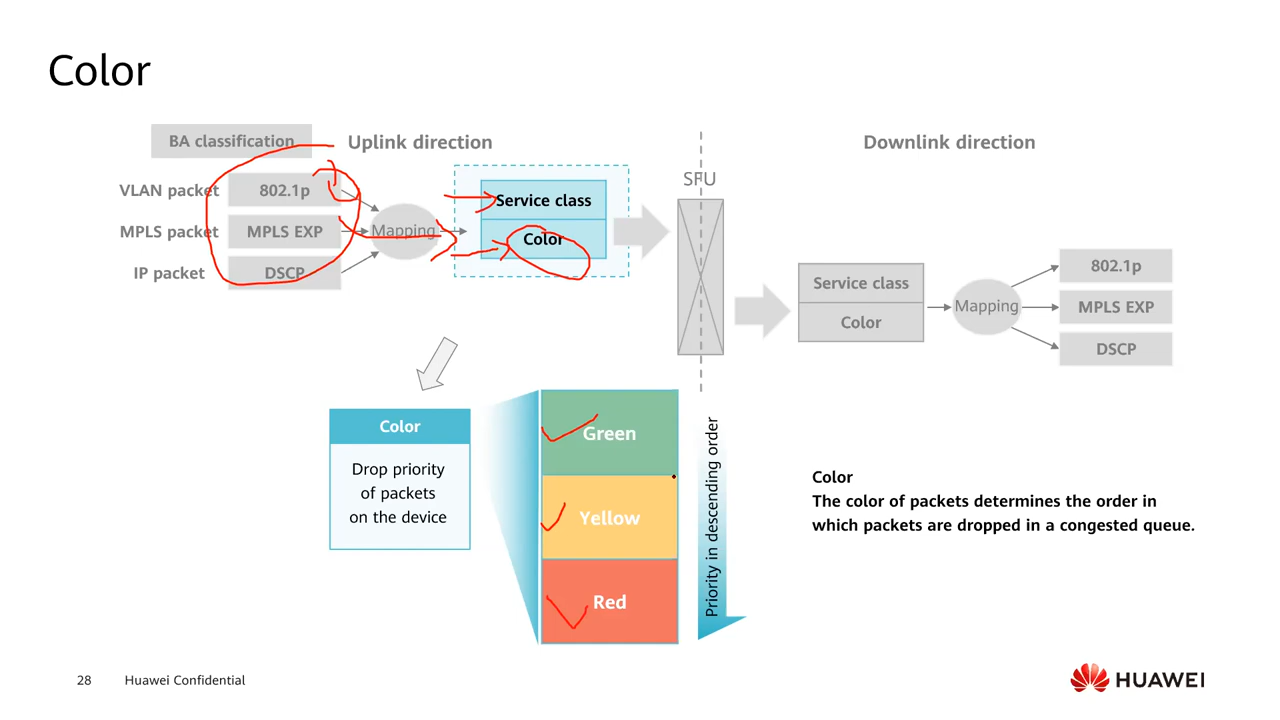 Color
BA classification
Uplink direction
Downlink direction
VLAN packet
802.1p
MPLS packet
MPLS EXP
IP packet
DSCP
Mapping
Service class
Color
SFU
Service class
Color
Mapping
802.1p
MPLS EXP
DSCP
Color
Drop priority
of packets
on the device
Green
Yellow
Red
Priority in descending order
Color
The color of packets determines the order in
which packets are dropped in a congested queue.
28
Huawei Confidential
HUAWEI